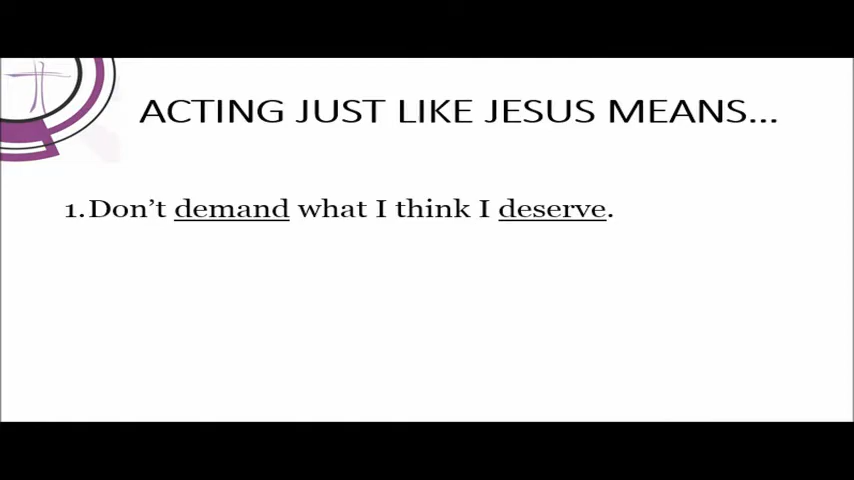 ACTING JUST LIKE JESUS MEANS...
1. Don’t demand what I think I deserve.